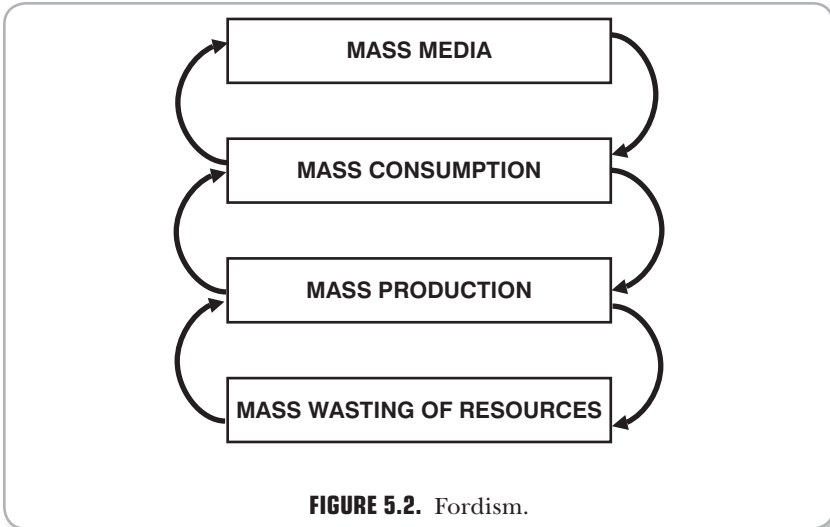 MASS MEDIA
MASS CONSUMPTION
MASS PRODUCTION
MASS WASTING OF RESOURCES
FIGURE 5.2. Fordism.